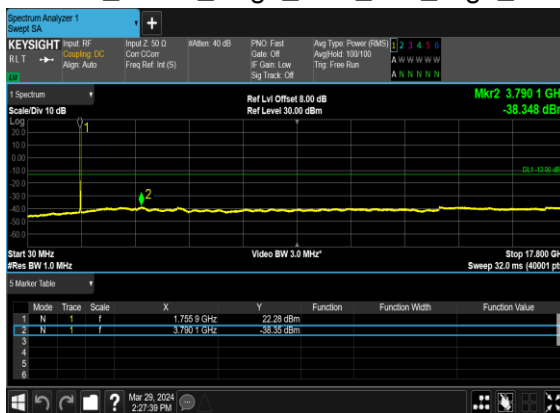 Spectrum Analyzer 1
Swept SA
+
KEYSIGHT Input: RF Input Z: 50 Ω #Atten: 40 dB PNO: Fast Avg Type: Power (RMS) 1 2 3 4 5 6
RLT Coupling: DC Corr CCorr Gate: Off Avg|Hold: 100/100 A W W W W W
Align: Auto Freq Ref: Int (S) IF Gain: Low Trig: Free Run A N N N N N
LXI Sig Track: Off
1 Spectrum Ref Lvl Offset 8.00 dB Mkr2 3.790 1 GH
Scale/Div 10 dB Ref Level 30.00 dBm -38.348 dBr
Log
20.0
1
10.0
0.00
-10.0
DL1 -13.00 dB
-20.0
-30.0
2
-40.0
-50.0
-60.0
Start 30 MHz Video BW 3.0 MHz* Stop 17.800 GH
#Res BW 1.0 MHz Sweep 32.0 ms (40001 pt
5 Marker Table
Mode Trace Scale X Y Function Function Width Function Value
1 N 1 f 1.755 9 GHz 22.28 dBm
2 N 1 f 3.790 1 GHz -38.35 dBm
3
4
5
6
? Mar 29, 2024
2:27:39 PM